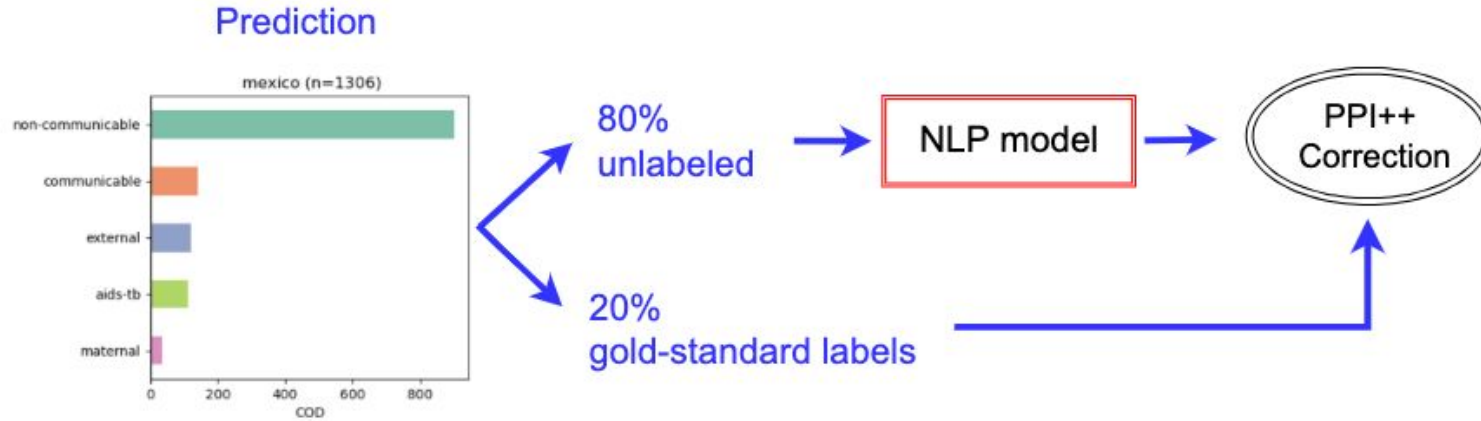 Prediction
mexico (n=1306)
non-communicable
communicable
external
aids-tb
maternal
0 200 400 600 800
COD
80%
unlabeled
NLP model
PPI++
Correction
20%
gold-standard labels